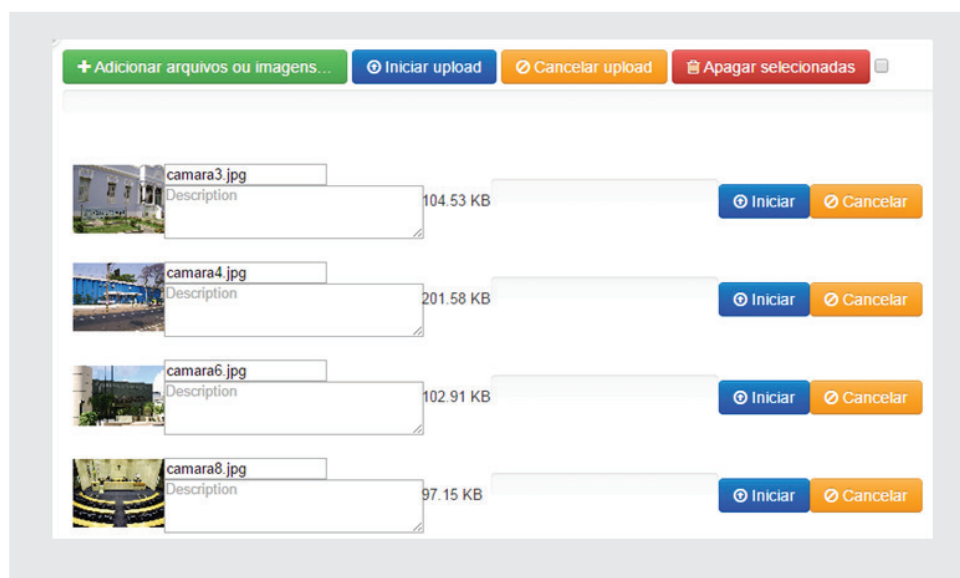 Adicionar arquivos ou imagens... Iniciar upload Cancelar upload Apagar selecionadas
camara3.jpg
Description
104.53 KB
Iniciar Cancelar
camara4.jpg
Description
201.58 KB
Iniciar Cancelar
camara6.jpg
Description
102.91 KB
Iniciar Cancelar
camara8.jpg
Description
97.15 KB
Iniciar Cancelar